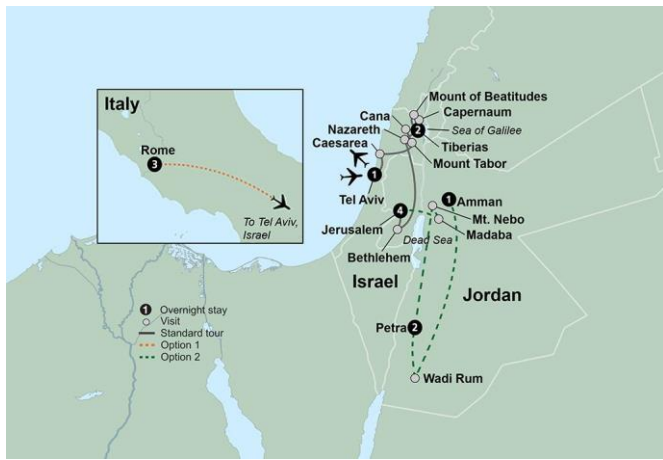 Italy
Rome
3
To Tel Aviv,
Israel
Mount of Beatitudes
Cana
Capernaum
Nazareth
2
Sea of Galilee
Caesarea
Tiberias
Mount Tabor
1
Tel Aviv
1 Amman
4
Mt. Nebo
Jerusalem
Madaba
Dead Sea
Bethlehem
Israel
Jordan
1 Overnight stay
Visit
Standard tour
Option 1
Option 2
Petra 2
Wadi Rum